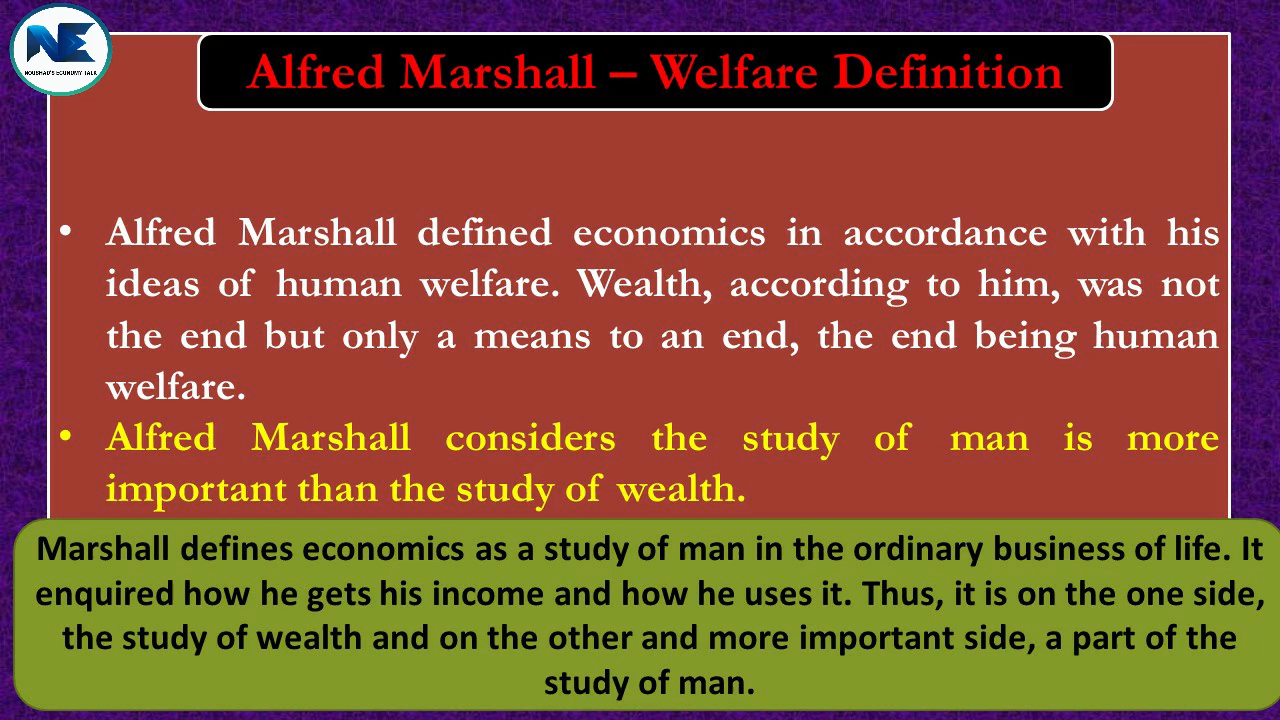 NE
NOUSHAD'S ECONOMY TALK
Alfred Marshall – Welfare Definition
• Alfred Marshall defined economics in accordance with his
ideas of human welfare. Wealth, according to him, was not
the end but only a means to an end, the end being human
welfare.
• Alfred Marshall considers the study of man is more
important than the study of wealth.
Marshall defines economics as a study of man in the ordinary business of life. It
enquired how he gets his income and how he uses it. Thus, it is on the one side,
the study of wealth and on the other and more important side, a part of the
study of man.